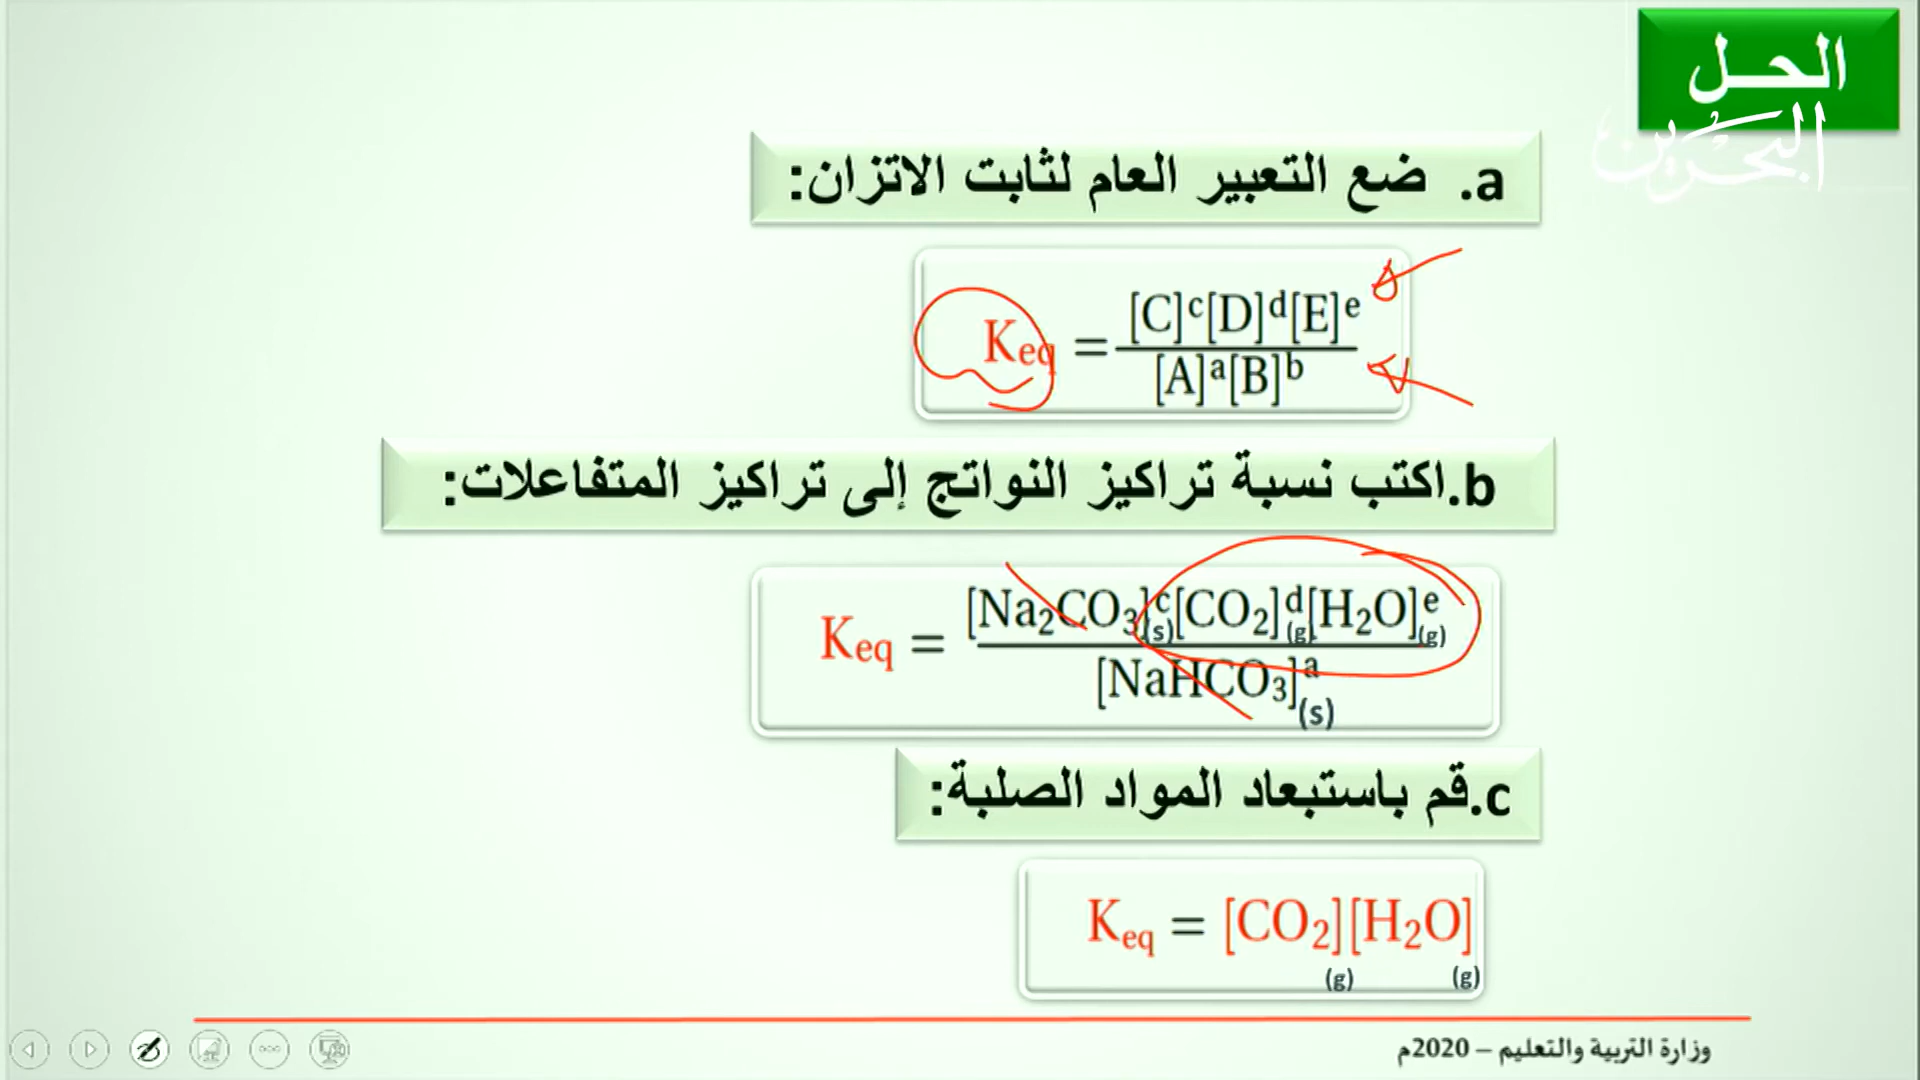 الحل
البحرين
a. ضع التعبير العام لثابت الاتزان:
Keq = [C]ᶜ[D]ᵈ[E]ᵉ / [A]ᵃ[B]ᵇ
b.اكتب نسبة تراكيز النواتج إلى تراكيز المتفاعلات:
Keq = [Na₂CO₃]ᶜ(s)[CO₂]ᵈ(g)[H₂O]ᵉ(g) / [NaHCO₃]ᵃ(s)
c.قم باستبعاد المواد الصلبة:
Keq = [CO₂](g)[H₂O](g)
وزارة التربية والتعليم – 2020م